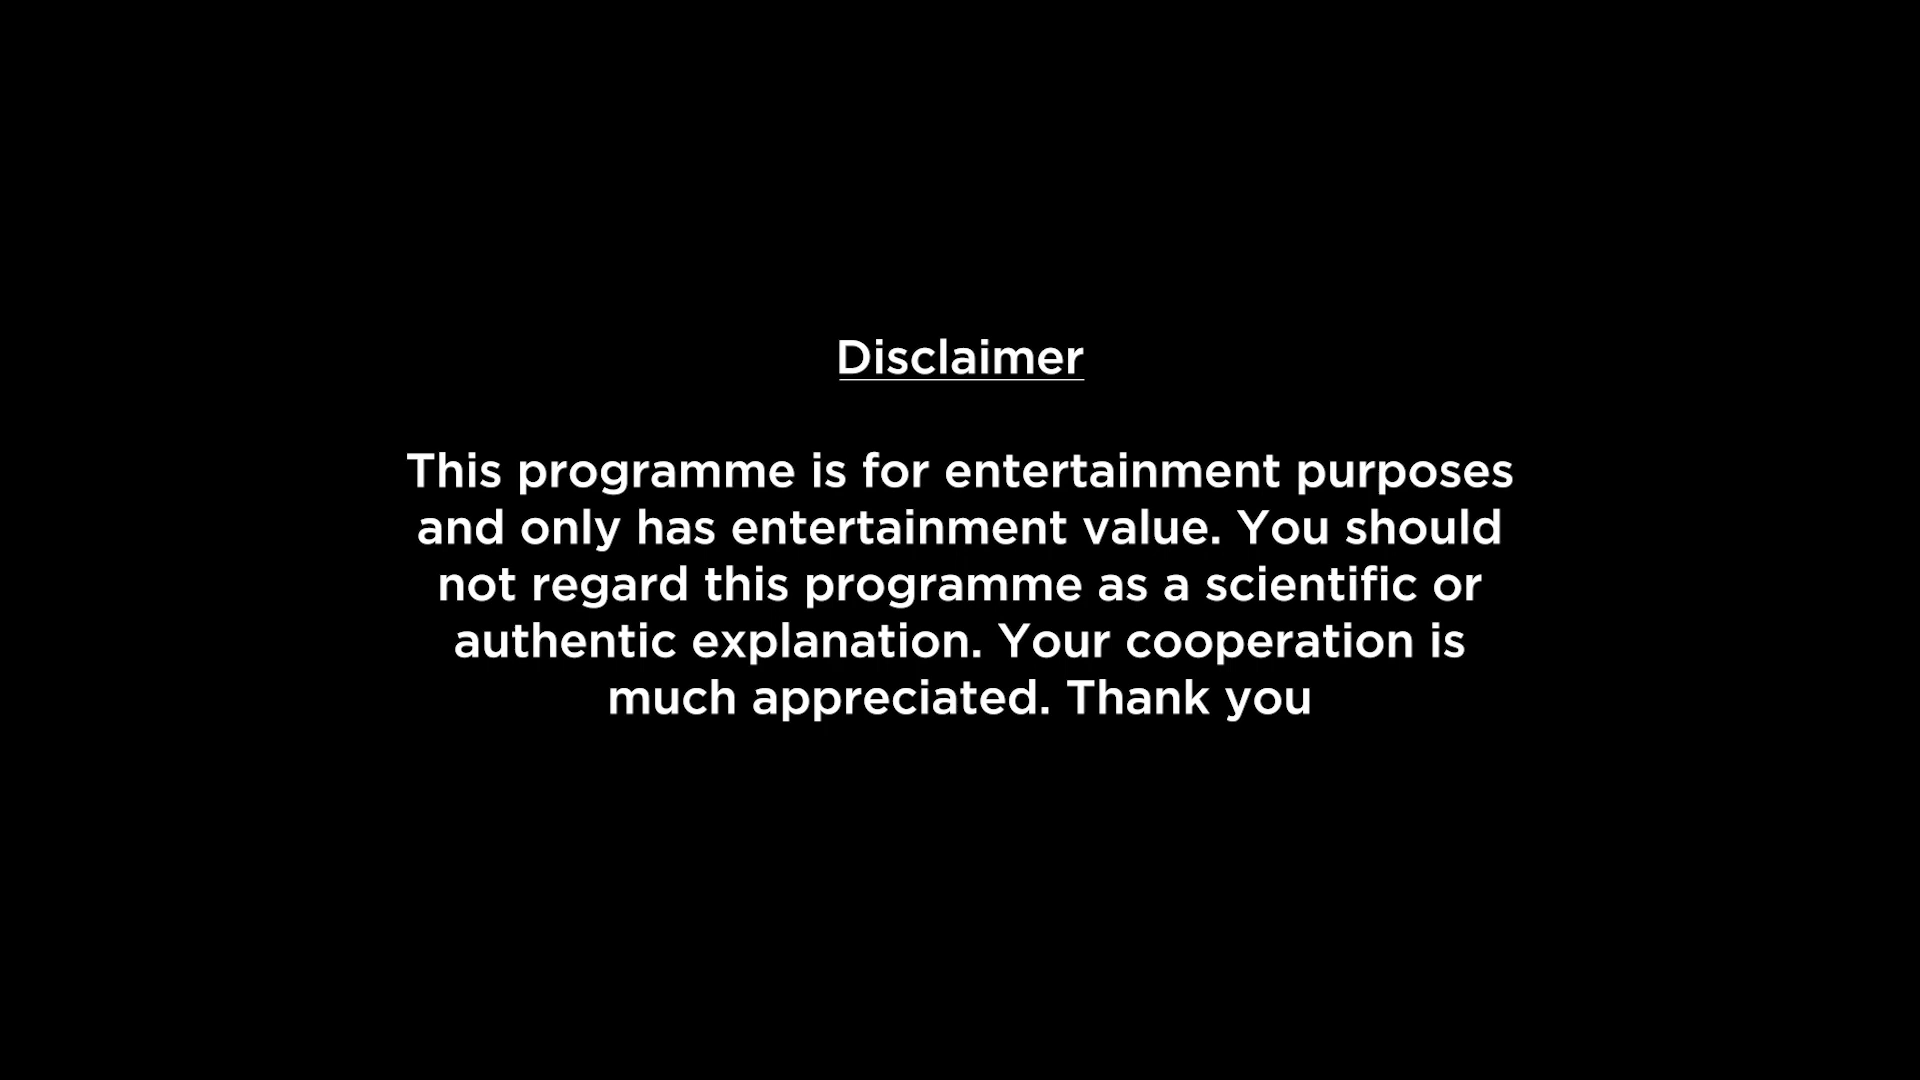 Disclaimer
This programme is for entertainment purposes
and only has entertainment value. You should
not regard this programme as a scientific or
authentic explanation. Your cooperation is
much appreciated. Thank you